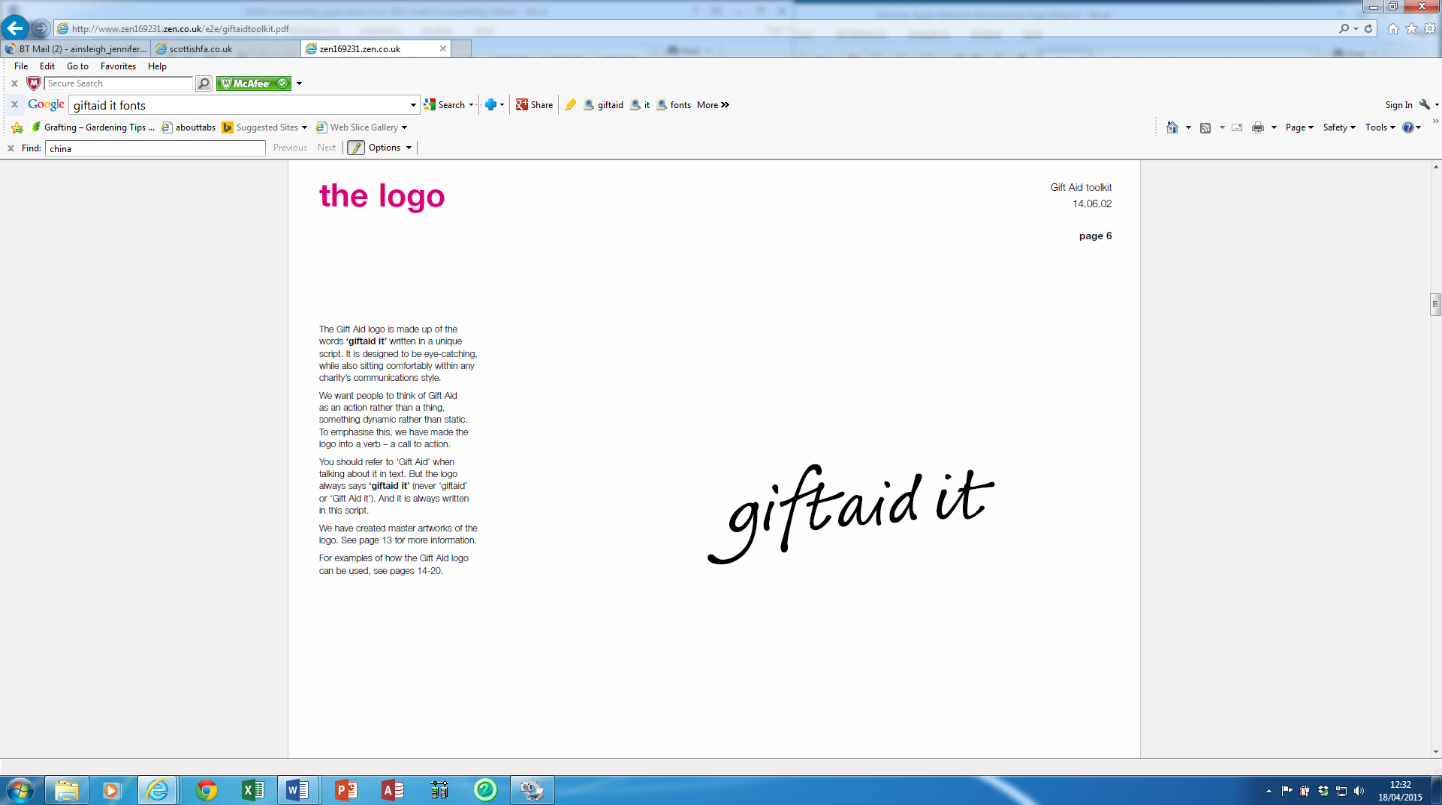 http://www.zen169231.zen.co.uk/e2e/giftaidtoolkit.pdf
BT Mail (2) - ainsleigh_jennifer... scottishfa.co.uk zen169231.zen.co.uk
File Edit Go to Favorites Help
Secure Search McAfee
Google giftaid it fonts Search Share giftaid it fonts More Sign In
Grafting – Gardening Tips ... abouttabs Suggested Sites Web Slice Gallery Page Safety Tools
Find: china Previous Next Options
the logo
Gift Aid toolkit
14.06.02
page 6
The Gift Aid logo is made up of the
words ‘giftaid it’ written in a unique
script. It is designed to be eye-catching,
while also sitting comfortably within any
charity’s communications style.
We want people to think of Gift Aid
as an action rather than a thing,
something dynamic rather than static.
To emphasise this, we have made the
logo into a verb – a call to action.
You should refer to ‘Gift Aid’ when
talking about it in text. But the logo
always says ‘giftaid it’ (never ‘giftaid’
or ‘Gift Aid it’). And it is always written
in this script.
We have created master artworks of the
logo. See page 13 for more information.
For examples of how the Gift Aid logo
can be used, see pages 14-20.
giftaid it
12:32
18/04/2015